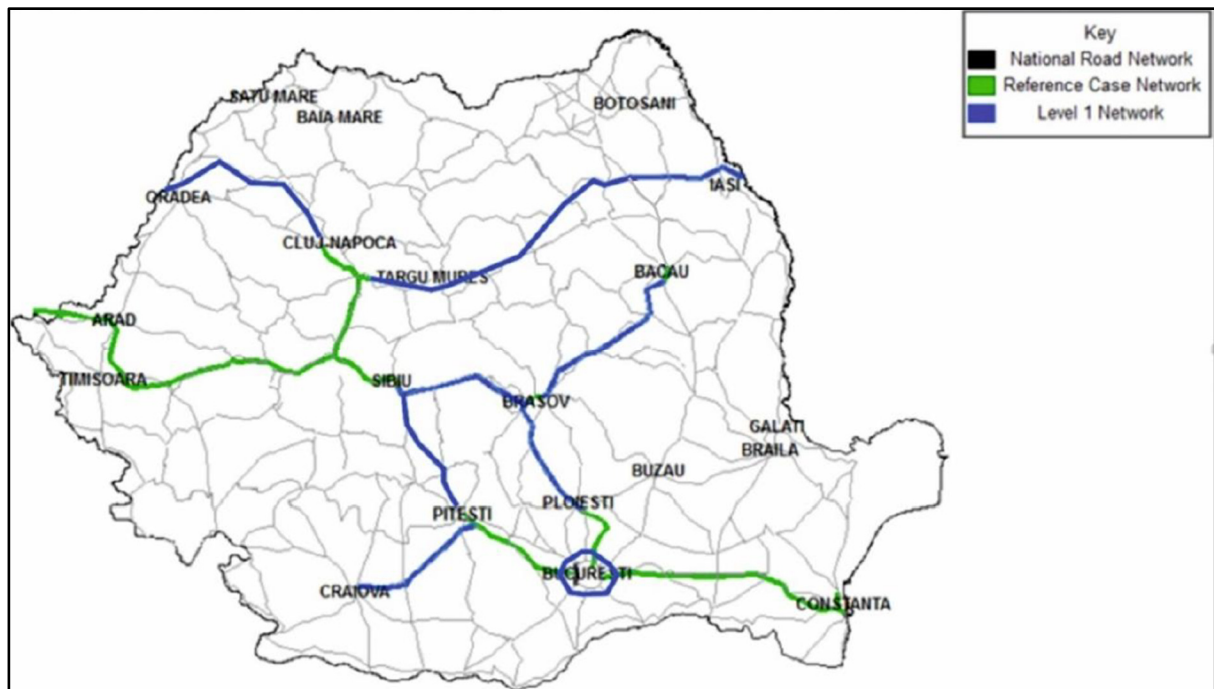 Key
National Road Network
Reference Case Network
Level 1 Network
SATU MARE
BAIA MARE
BOTOSANI
ORADEA
IASI
CLUJ-NAPOCA
TARGU MURES
BACAU
ARAD
TIMISOARA
SIBIU
BRASOV
GALATI
BRAILA
BUZAU
PLOIESTI
PITESTI
BUCURESTI
CRAIOVA
CONSTANTA